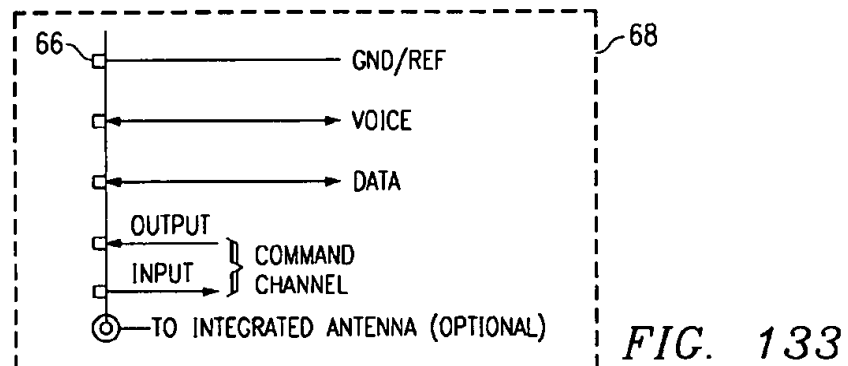 66
68
GND/REF
VOICE
DATA
OUTPUT
INPUT
COMMAND
CHANNEL
TO INTEGRATED ANTENNA (OPTIONAL)
FIG. 133